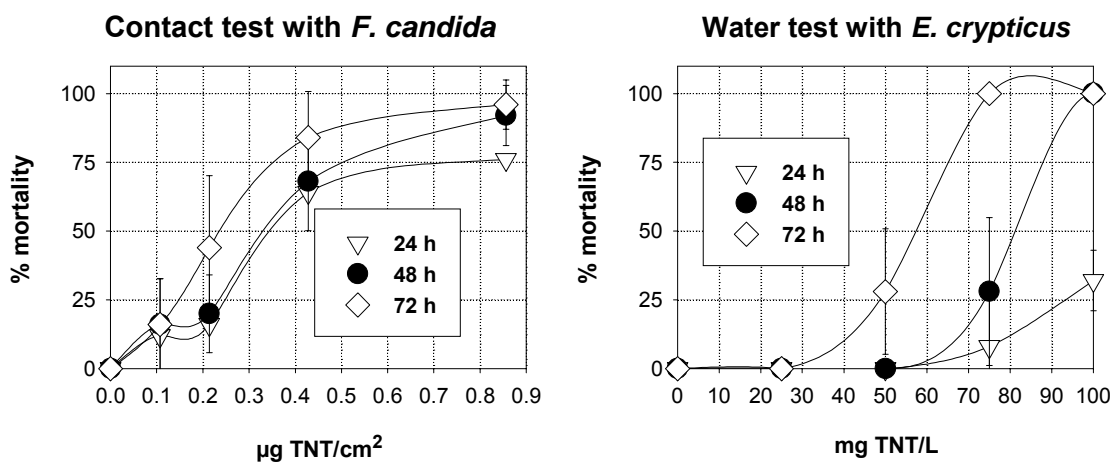 Contact test with F. candida
% mortality
100
75
50
25
0
24 h
48 h
72 h
0.0 0.1 0.2 0.3 0.4 0.5 0.6 0.7 0.8 0.9
µg TNT/cm²
Water test with E. crypticus
% mortality
100
75
50
25
0
24 h
48 h
72 h
0 10 20 30 40 50 60 70 80 90 100
mg TNT/L